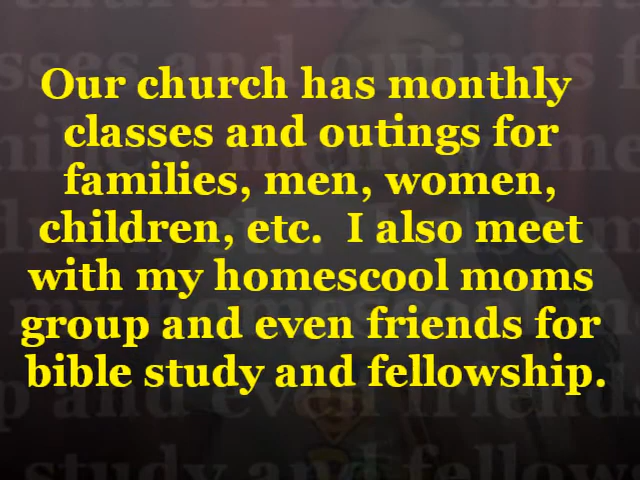 Our church has monthly
classes and outings for
families, men, women,
children, etc.  I also meet
with my homescool moms
group and even friends for
bible study and fellowship.